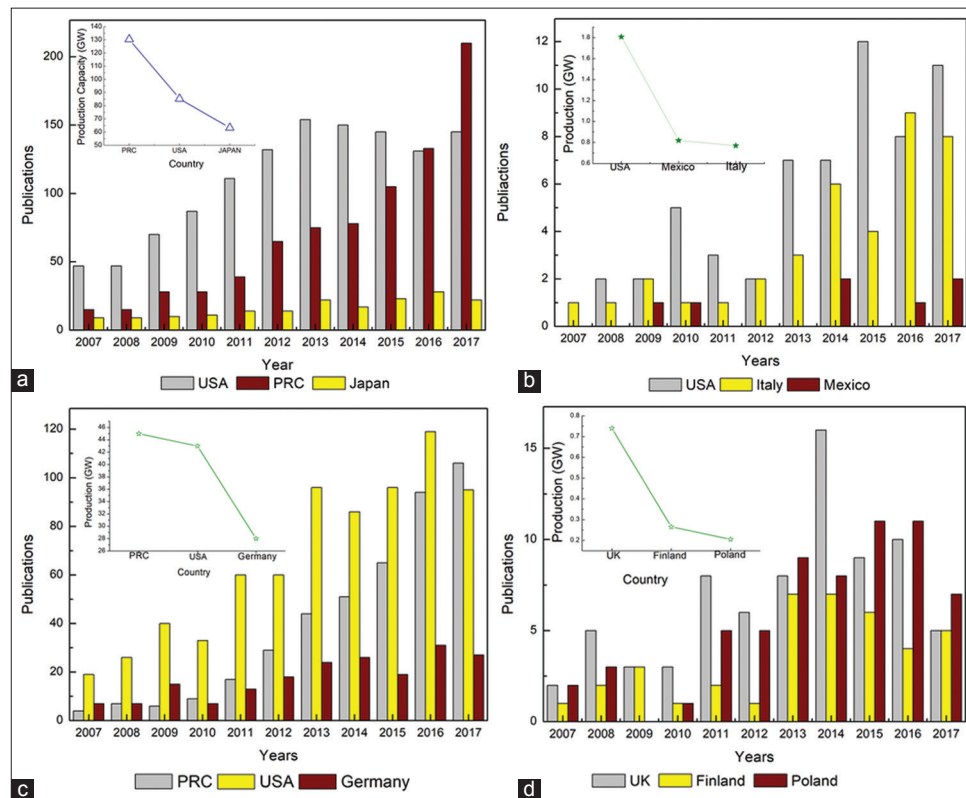 200
150
100
50
0
Publications
140
130
120
110
100
90
80
70
60
50
Production Capacity (GW)
PRC USA JAPAN
Country
2007 2008 2009 2010 2011 2012 2013 2014 2015 2016 2017
Year
a
USA PRC Japan
12
10
8
6
4
2
0
Publiactions
1.8
1.6
1.4
1.2
1.0
0.8
0.6
Production (GW)
USA Mexico Italy
2007 2008 2009 2010 2011 2012 2013 2014 2015 2016 2017
Years
b
USA Italy Mexico
120
100
80
60
40
20
0
Publications
46
44
42
40
38
36
34
32
30
28
26
Production (GW)
PRC USA Germany
Country
2007 2008 2009 2010 2011 2012 2013 2014 2015 2016 2017
Years
c
PRC USA Germany
15
10
5
0
Publications
0.8
0.7
0.6
0.5
0.4
0.3
0.2
Production (GW)
UK Finland Poland
Country
2007 2008 2009 2010 2011 2012 2013 2014 2015 2016 2017
Years
d
UK Finland Poland